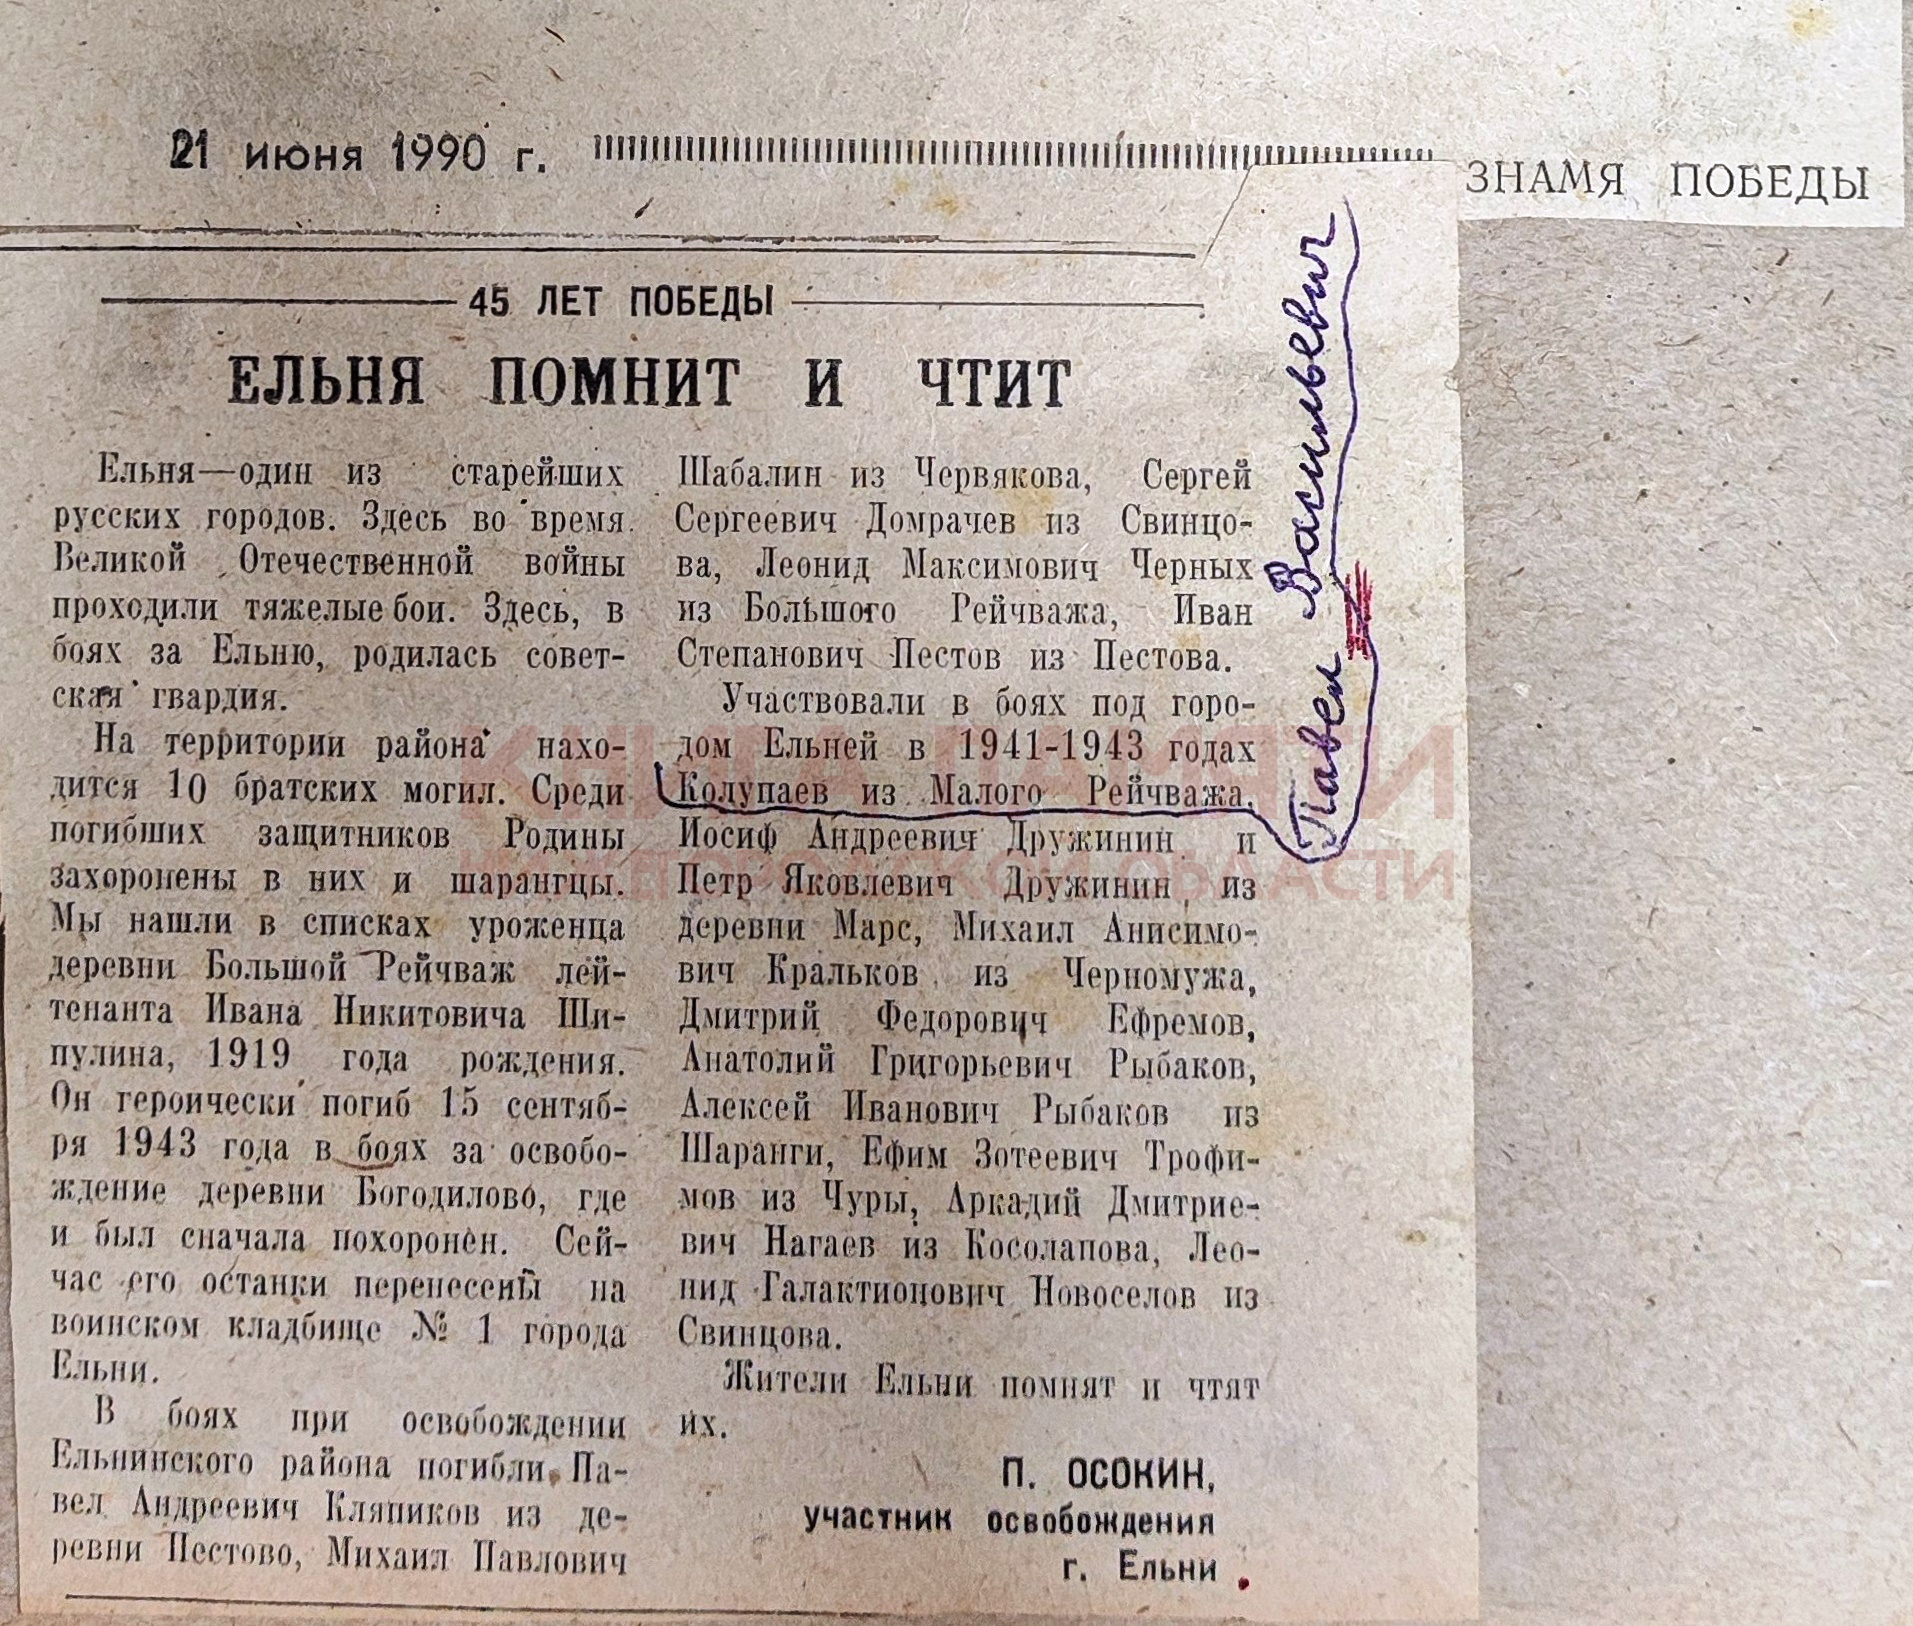 21 июня 1990 г.
ЗНАМЯ ПОБЕДЫ
45 ЛЕТ ПОБЕДЫ
ЕЛЬНЯ ПОМНИТ И ЧТИТ
Ельня—один из старейших
русских городов. Здесь во время
Великой Отечественной войны
проходили тяжелые бои. Здесь, в
боях за Ельню, родилась совет-
ская гвардия.
На территории района нахо-
дится 10 братских могил. Среди
погибших защитников Родины
захоронены в них и шарангцы.
Мы нашли в списках уроженца
деревни Большой Рейчваж лей-
тенанта Ивана Никитовича Ши-
пулина, 1919 года рождения.
Он героически погиб 15 сентяб-
ря 1943 года в боях за освобо-
ждение деревни Богодилово, где
и был сначала похоронен. Сей-
час его останки перенесены на
воинском кладбище № 1 города
Ельни.
В боях при освобождении
Ельнинского района погибли Па-
вел Андреевич Кляпиков из де-
ревни Пестово, Михаил Павлович
Шабалин из Червякова, Сергей
Сергеевич Домрачев из Свинцо-
ва, Леонид Максимович Черных
из Большого Рейчважа, Иван
Степанович Пестов из Пестова.
Участвовали в боях под горо-
дом Ельней в 1941-1943 годах
Колупаев из Малого Рейчважа,
Иосиф Андреевич Дружинин и
Петр Яковлевич Дружинин из
деревни Марс, Михаил Анисимо-
вич Кральков из Черномужа,
Дмитрий Федорович Ефремов,
Анатолий Григорьевич Рыбаков,
Алексей Иванович Рыбаков из
Шаранги, Ефим Зотеевич Трофи-
мов из Чуры, Аркадий Дмитрие-
вич Нагаев из Косолапова, Лео-
нид Галактионович Новоселов из
Свинцова.
Жители Ельни помнят и чтят
их.
П. ОСОКИН,
участник освобождения
г. Ельни
Павел Васильевич
КНИГА ПАМЯТИ
НИЖЕГОРОДСКОЙ ОБЛАСТИ